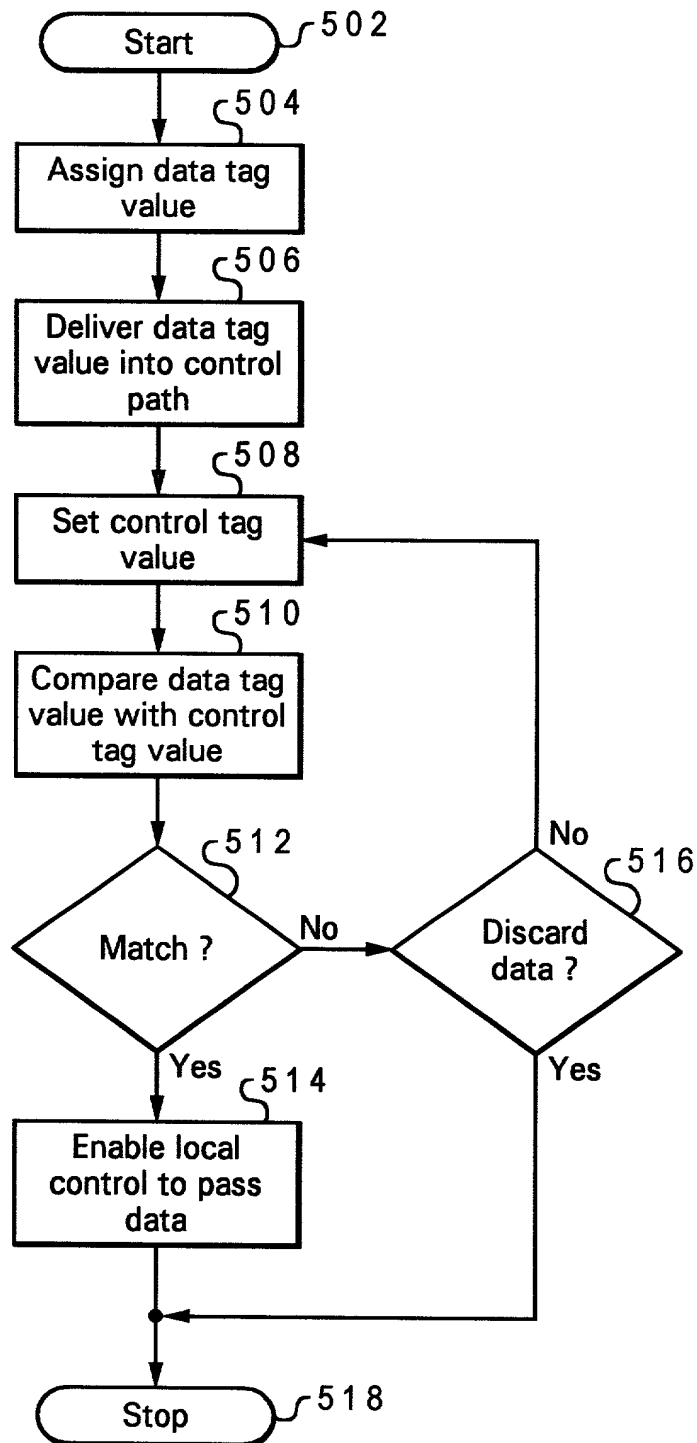 Start
502
504
Assign data tag
value
506
Deliver data tag
value into control
path
508
Set control tag
value
510
Compare data tag
value with control
tag value
512
Match ?
No
Yes
516
Discard
data ?
No
Yes
514
Enable local
control to pass
data
Stop
518